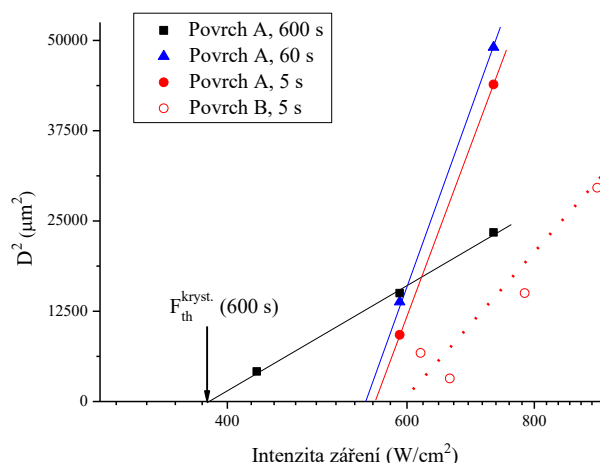 Povrch A, 600 s
Povrch A, 60 s
Povrch A, 5 s
Povrch B, 5 s
50000
37500
25000
12500
0
D² (μm²)
F_th^kryst. (600 s)
400
600
800
Intenzita záření (W/cm²)